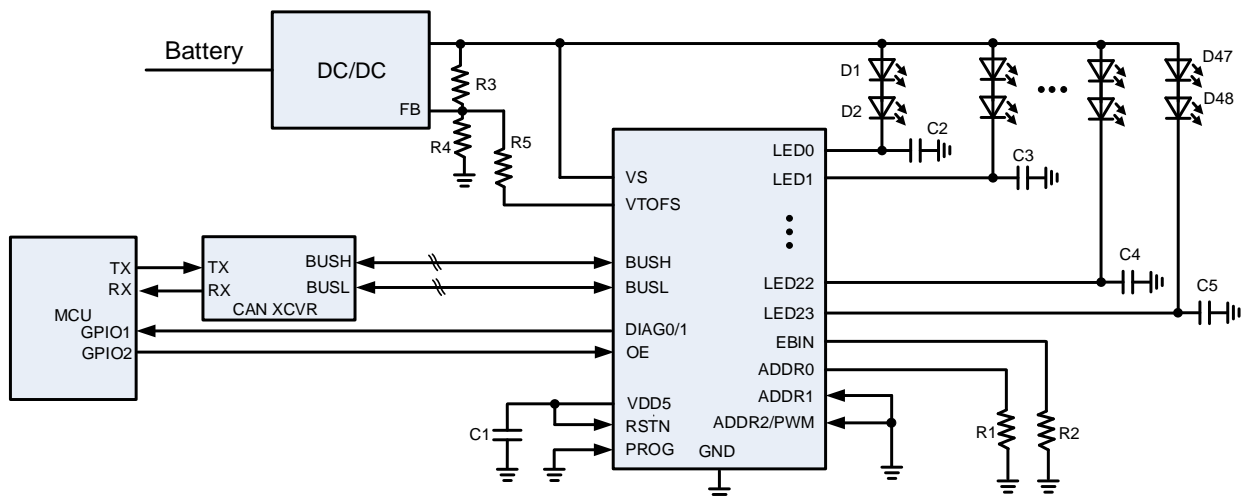 Battery
DC/DC
FB
R3
R4
R5
D1
D2
D47
D48
C2
C3
C4
C5
VS
VTOFS
BUSH
BUSL
DIAG0/1
OE
VDD5
RSTN
PROG
GND
LED0
LED1
LED22
LED23
EBIN
ADDR0
ADDR1
ADDR2/PWM
MCU
TX
RX
GPIO1
GPIO2
TX
RX
BUSH
BUSL
CAN XCVR
C1
R1
R2